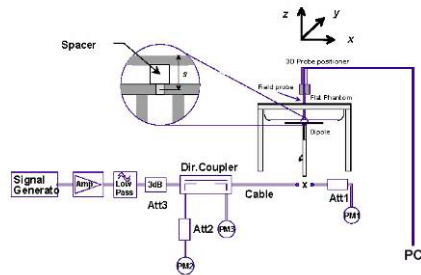 z
y
x
Spacer
s
3D Probe positioner
Field probe
Flat Phantom
Dipole
Signal
Generato
Amp
Low
Pass
3dB
Att3
Dir.Coupler
Cable
x
Att1
Att2
PM3
PM1
PM2
PC